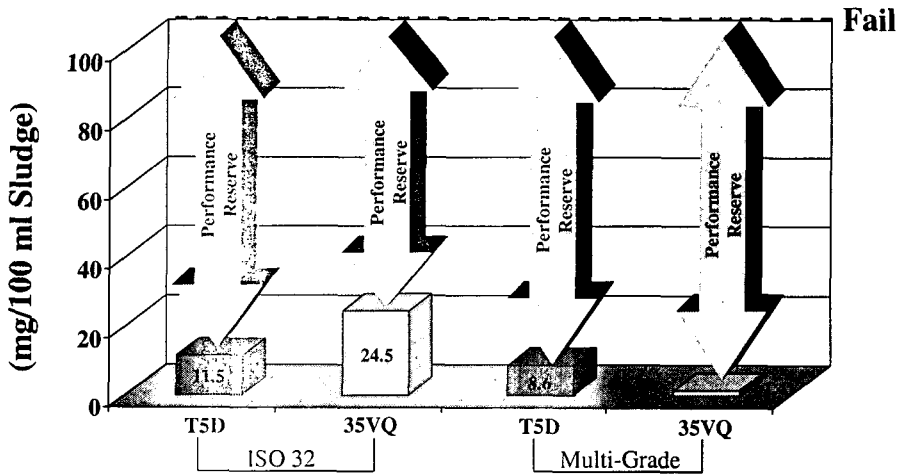 Fail
(mg/100 ml Sludge)
100
80
60
40
20
0
Performance
Reserve
Performance
Reserve
Performance
Reserve
Performance
Reserve
11.5
24.5
8.6
T5D
35VQ
T5D
35VQ
ISO 32
Multi-Grade